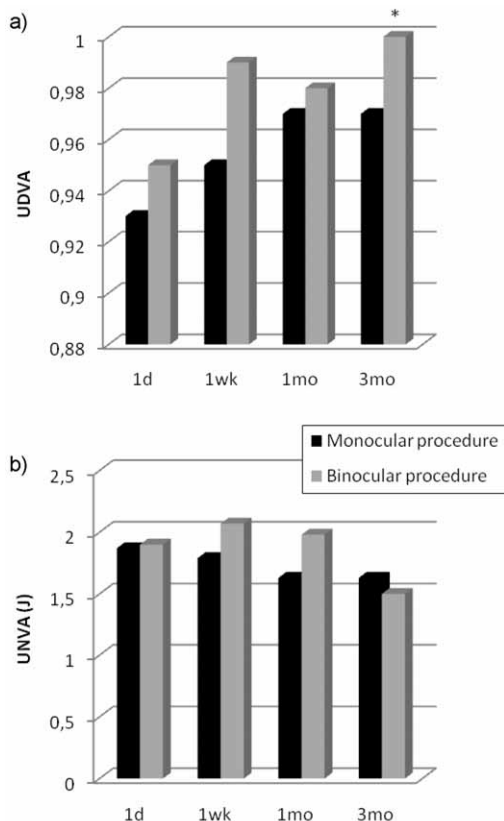 a)
*
1
0,98
0,96
0,94
0,92
0,9
0,88
UDVA
1d 1wk 1mo 3mo
Monocular procedure
Binocular procedure
b)
2,5
2
1,5
1
0,5
0
UNVA (J)
1d 1wk 1mo 3mo